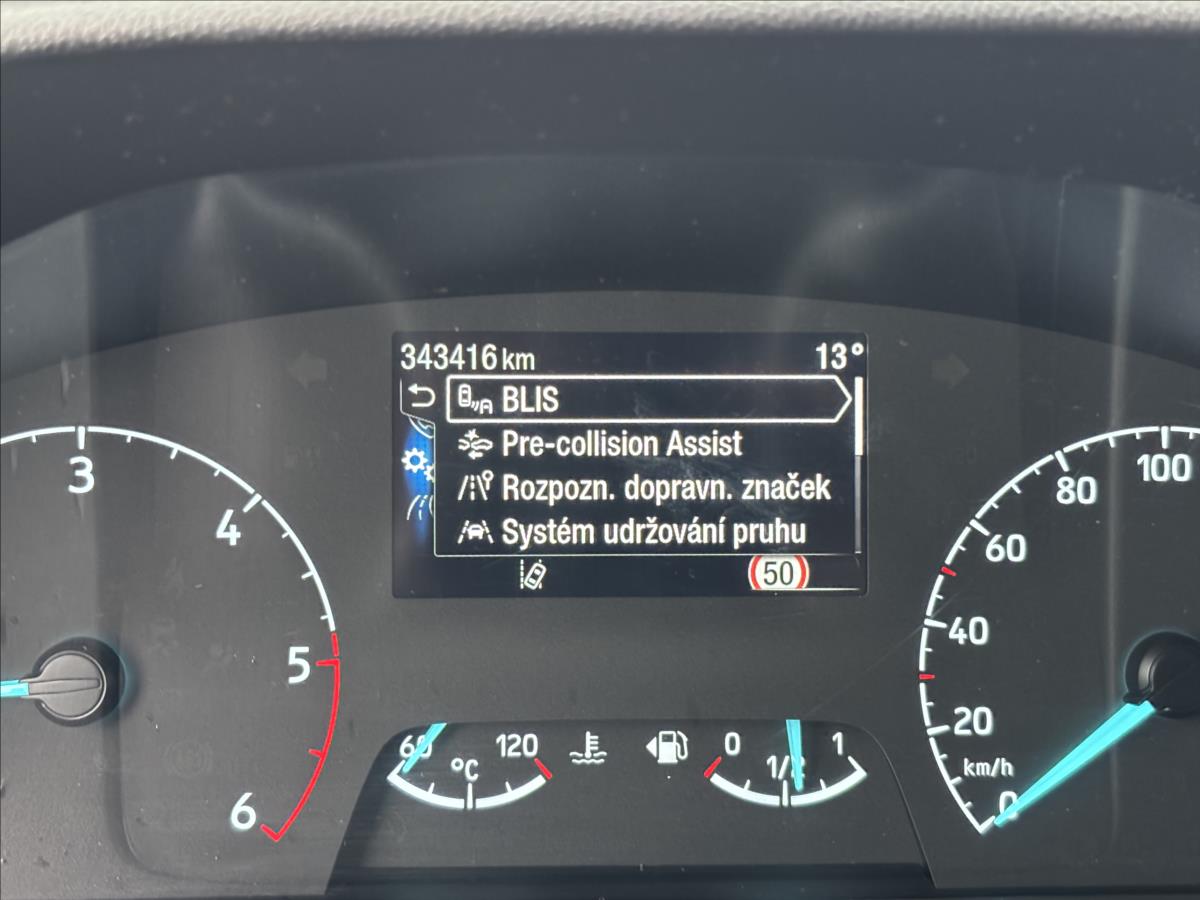 343416 km 13°
BLIS
Pre-collision Assist
Rozpozn. dopravn. značek
Systém udržování pruhu
50
3
4
5
6
60 120
°C
0 1/2 1
100
80
60
40
20
km/h
0